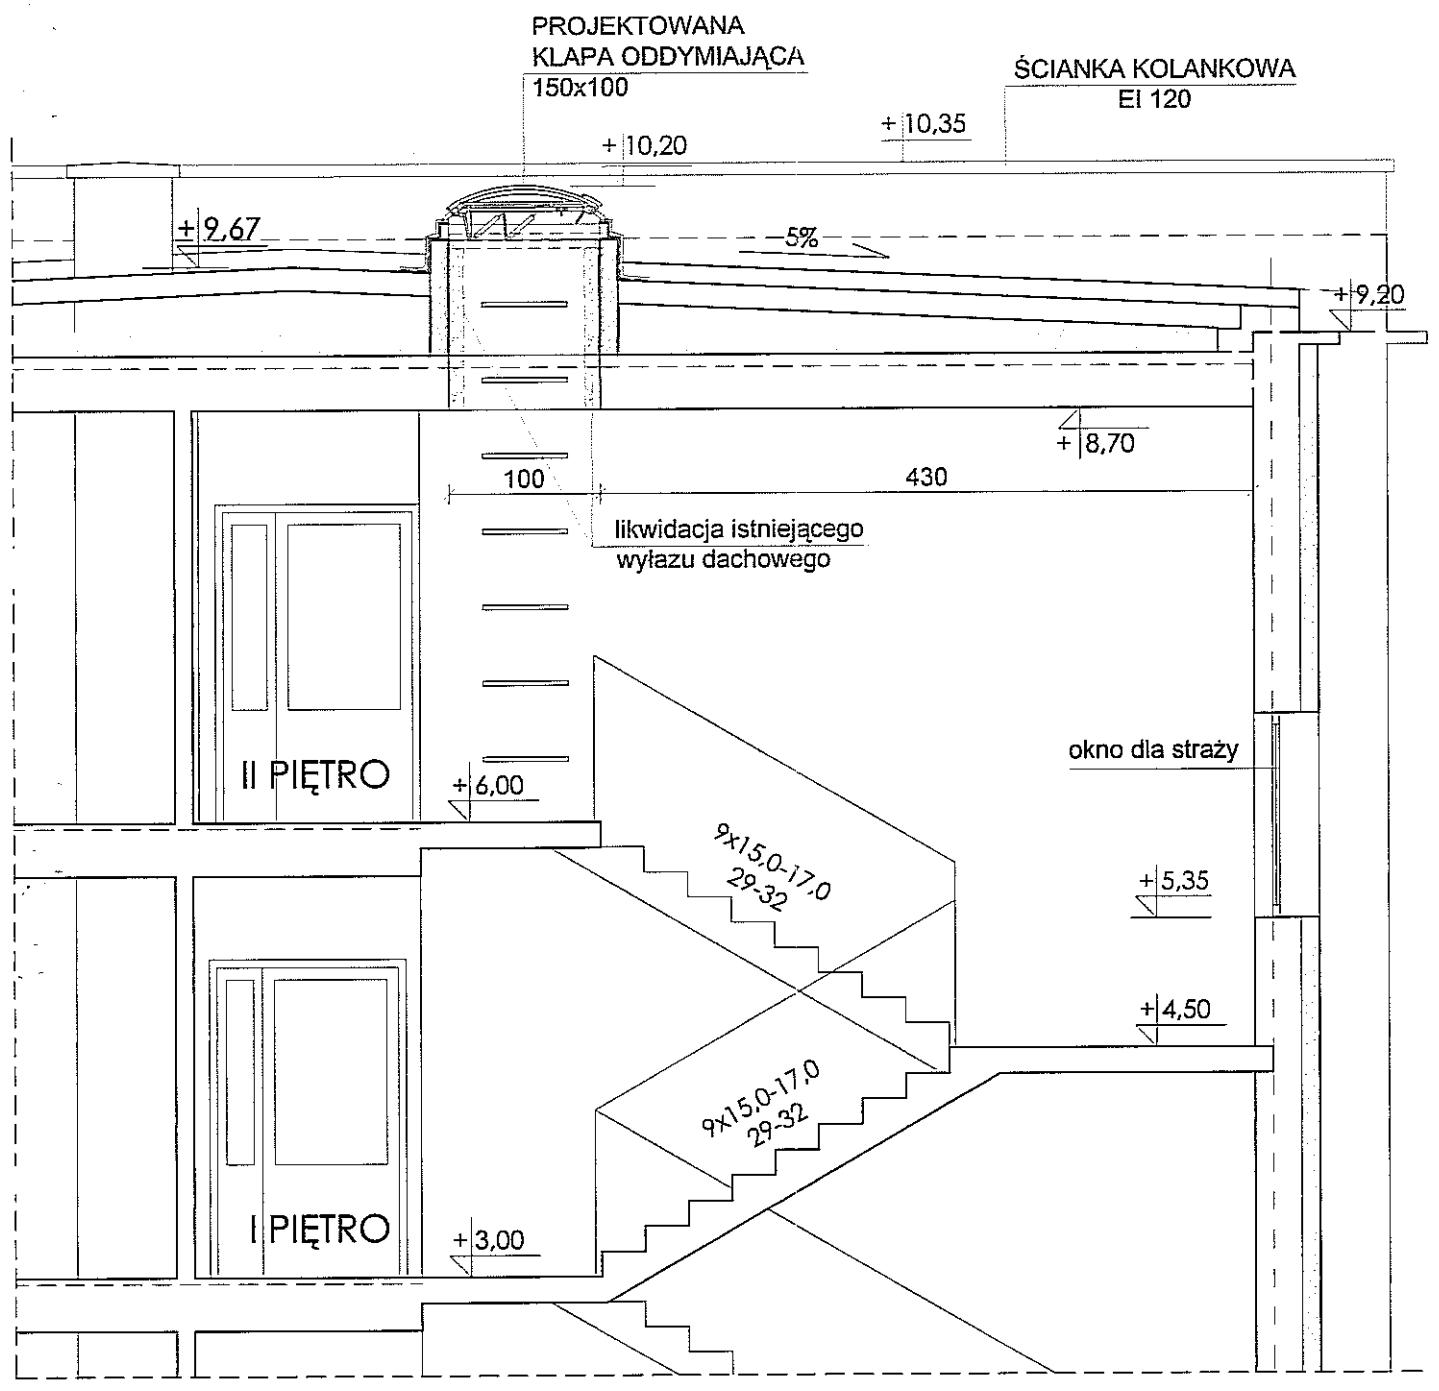 PROJEKTOWANA
KLAPA ODDYMIAJĄCA
150x100
ŚCIANKA KOLANKOWA
EI 120
+10,35
+10,20
+9,67
5%
+9,20
+8,70
100
430
likwidacja istniejącego
wyłazu dachowego
okno dla straży
II PIĘTRO
+6,00
9x15,0-17,0
29-32
+5,35
+4,50
9x15,0-17,0
29-32
I PIĘTRO
+3,00